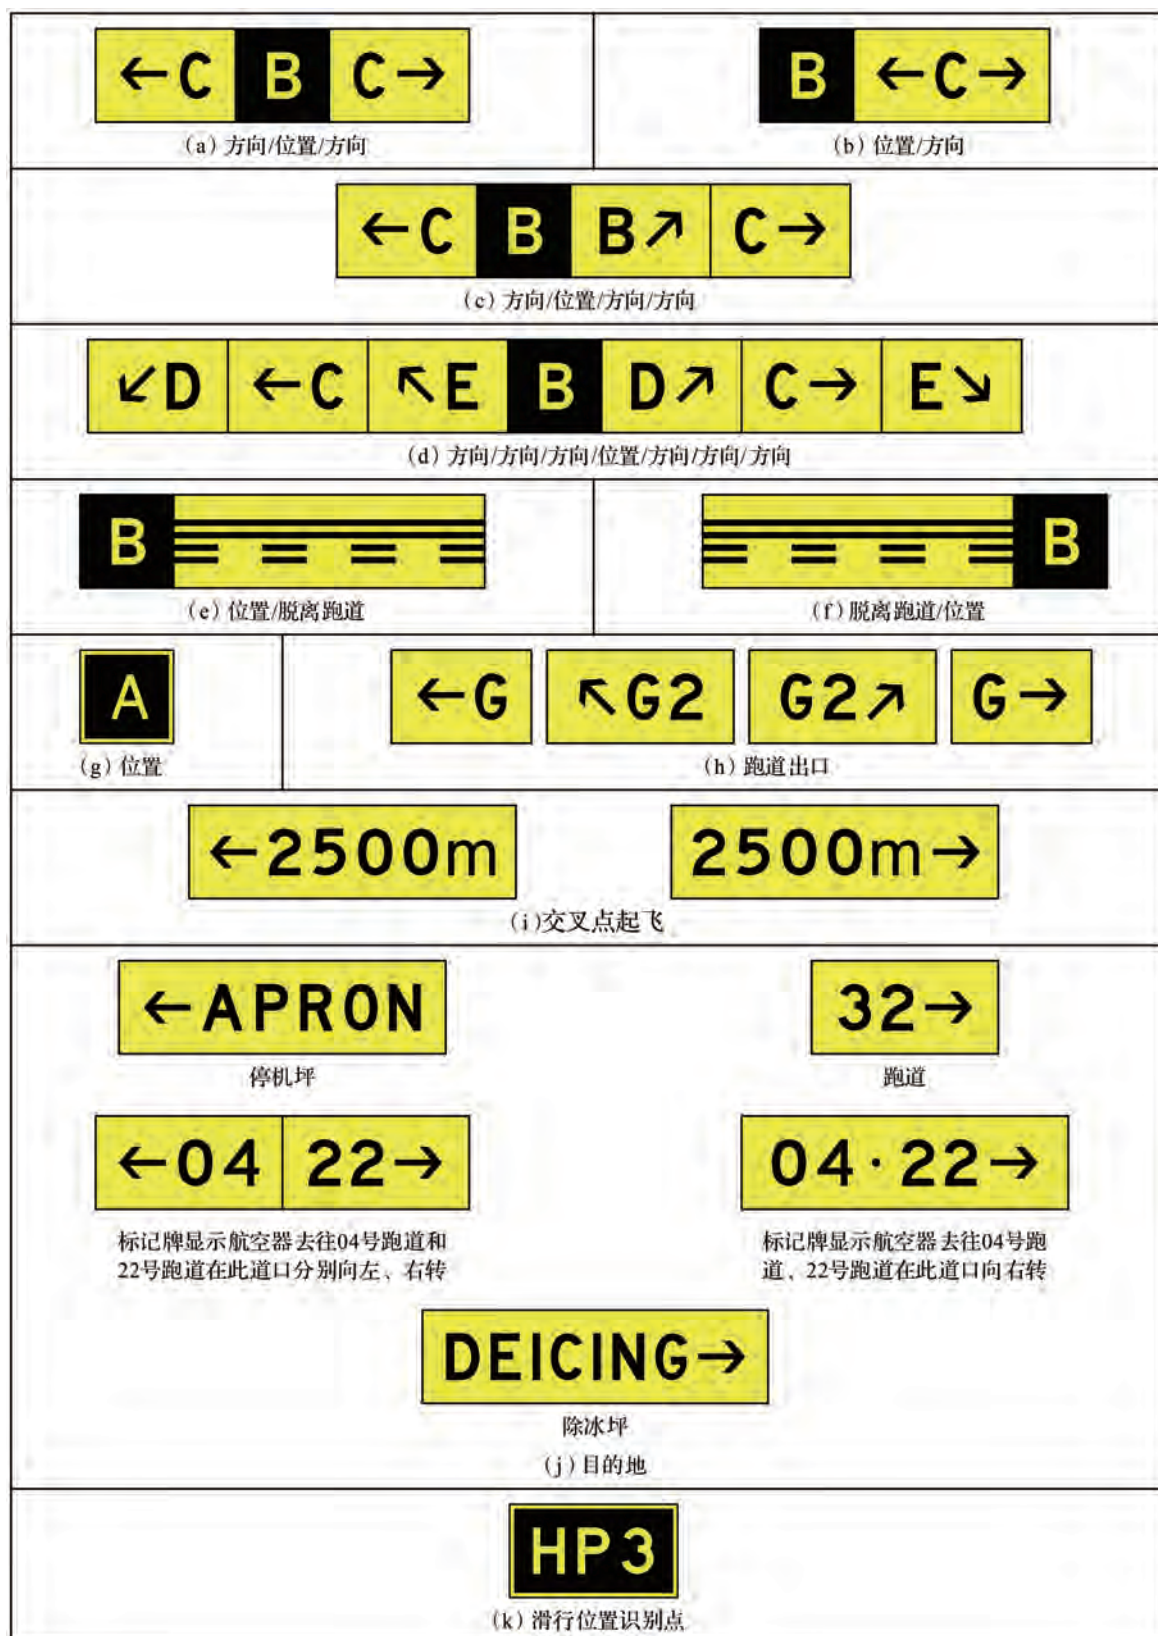 ←C B C→
(a)方向/位置/方向
B ←C→
(b)位置/方向
←C B B↗ C→
(c)方向/位置/方向/方向
↙D ←C ↖E B D↗ C→ E↘
(d)方向/方向/方向/位置/方向/方向/方向
B
(e)位置/脱离跑道
B
(f)脱离跑道/位置
A
(g)位置
←G ↖G2 G2↗ G→
(h)跑道出口
←2500m 2500m→
(i)交叉点起飞
←APRON
停机坪
32→
跑道
←04 22→
标记牌显示航空器去往04号跑道和
22号跑道在此道口分别向左、右转
04·22→
标记牌显示航空器去往04号跑
道、22号跑道在此道口向右转
DEICING→
除冰坪
(j)目的地
HP3
(k)滑行位置识别点